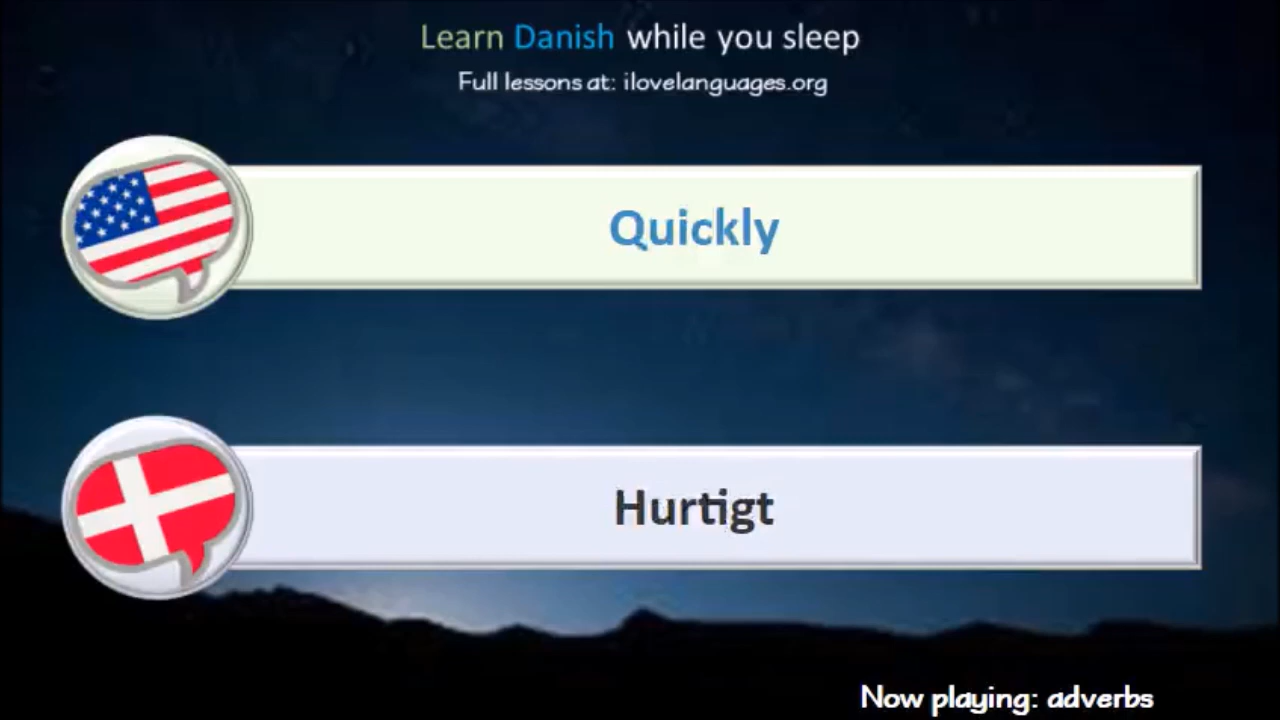 Learn Danish while you sleep
Full lessons at: ilovelanguages.org
Quickly
Hurtigt
Now playing: adverbs